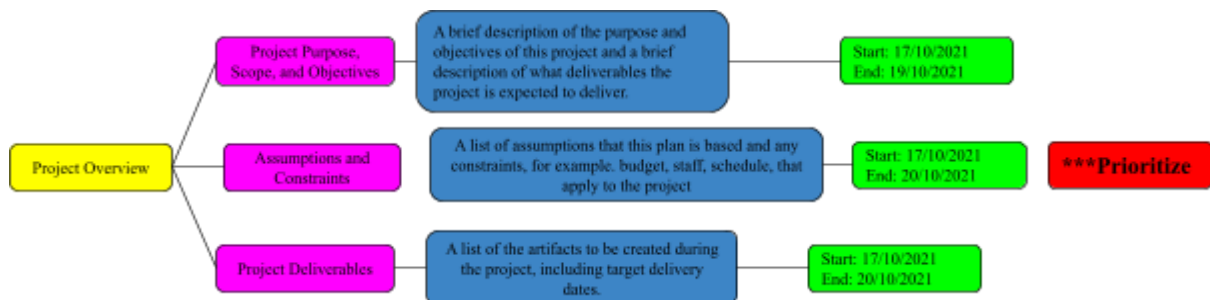 Project Purpose,
Scope, and Objectives
A brief description of the purpose and
objectives of this project and a brief
description of what deliverables the
project is expected to deliver.
Start: 17/10/2021
End: 19/10/2021
Project Overview
Assumptions and
Constraints
A list of assumptions that this plan is based and any
constraints, for example. budget, staff, schedule, that
apply to the project
Start: 17/10/2021
End: 20/10/2021
***Prioritize
Project Deliverables
A list of the artifacts to be created during
the project, including target delivery
dates.
Start: 17/10/2021
End: 20/10/2021